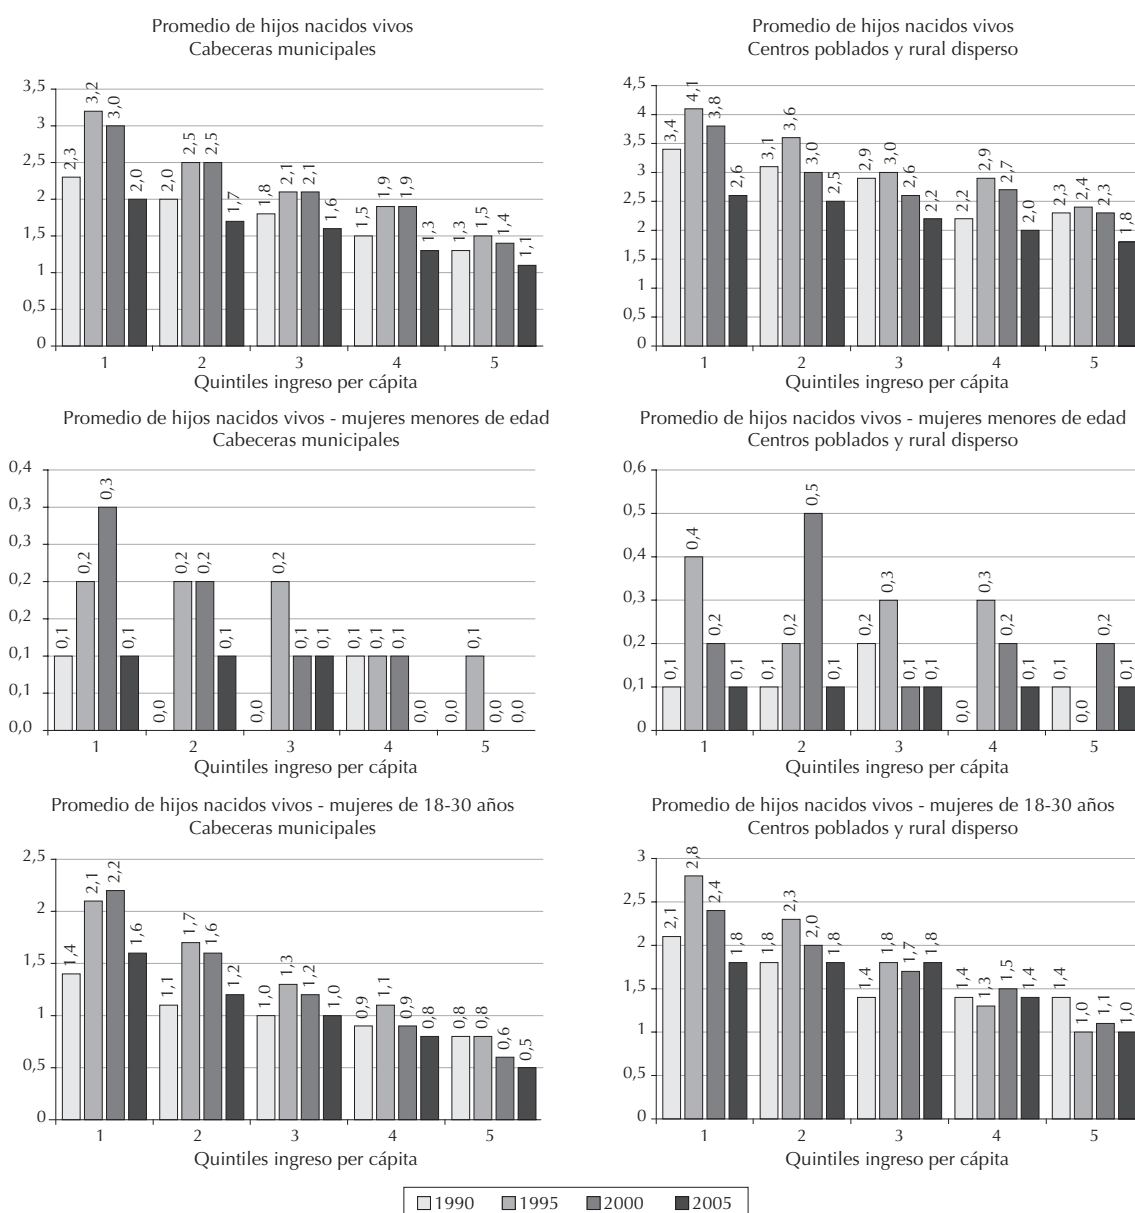 Promedio de hijos nacidos vivos
Cabeceras municipales
3,5
3
2,5
2
1,5
1
0,5
0
2,3 3,2 3,0 2,0
2,0 2,5 2,5 1,7
1,8 2,1 2,1 1,6
1,5 1,9 1,9 1,3
1,3 1,5 1,4 1,1
1 2 3 4 5
Quintiles ingreso per cápita
Promedio de hijos nacidos vivos
Centros poblados y rural disperso
4,5
4
3,5
3
2,5
2
1,5
1
0,5
0
3,4 4,1 3,8 2,6
3,1 3,6 3,0 2,5
2,9 3,0 2,6 2,2
2,2 2,9 2,7 2,0
2,3 2,4 2,3 1,8
1 2 3 4 5
Quintiles ingreso per cápita
Promedio de hijos nacidos vivos - mujeres menores de edad
Cabeceras municipales
0,4
0,3
0,3
0,2
0,2
0,1
0,1
0,0
0,1 0,2 0,3 0,1
0,0 0,2 0,2 0,1
0,0 0,2 0,1 0,1
0,1 0,1 0,1 0,0
0,0 0,1 0,0 0,0
1 2 3 4 5
Quintiles ingreso per cápita
Promedio de hijos nacidos vivos - mujeres menores de edad
Centros poblados y rural disperso
0,6
0,5
0,4
0,3
0,2
0,1
0
0,1 0,4 0,2 0,1
0,1 0,2 0,5 0,1
0,2 0,3 0,1 0,1
0,0 0,3 0,2 0,1
0,1 0,0 0,2 0,1
1 2 3 4 5
Quintiles ingreso per cápita
Promedio de hijos nacidos vivos - mujeres de 18-30 años
Cabeceras municipales
2,5
2
1,5
1
0,5
0
1,4 2,1 2,2 1,6
1,1 1,7 1,6 1,2
1,0 1,3 1,2 1,0
0,9 1,1 0,9 0,8
0,8 0,8 0,6 0,5
1 2 3 4 5
Quintiles ingreso per cápita
Promedio de hijos nacidos vivos - mujeres de 18-30 años
Centros poblados y rural disperso
3
2,5
2
1,5
1
0,5
0
2,1 2,8 2,4 1,8
1,8 2,3 2,0 1,8
1,4 1,8 1,7 1,8
1,4 1,3 1,5 1,4
1,4 1,0 1,1 1,0
1 2 3 4 5
Quintiles ingreso per cápita
1990 1995 2000 2005